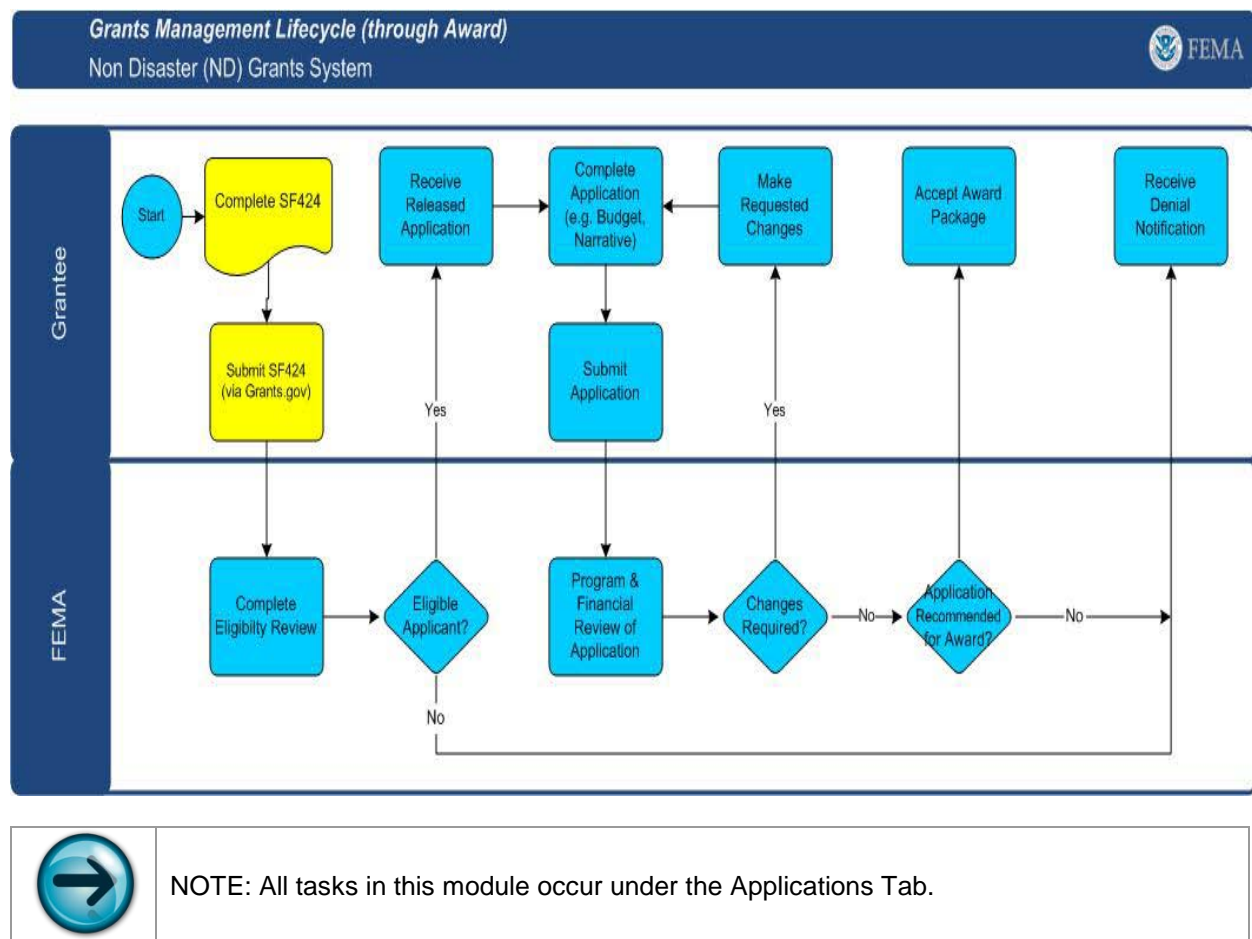 Grants Management Lifecycle (through Award)
Non Disaster (ND) Grants System
FEMA
Grantee
Start
Complete SF424
Receive
Released
Application
Complete
Application
(e.g. Budget,
Narrative)
Make
Requested
Changes
Accept Award
Package
Receive
Denial
Notification
Submit SF424
(via Grants.gov)
Yes
Submit
Application
Yes
FEMA
Complete
Eligibilty Review
Eligible
Applicant?
Program &
Financial
Review of
Application
Changes
Required?
No
Application
Recommended
for Award?
No
No
NOTE: All tasks in this module occur under the Applications Tab.